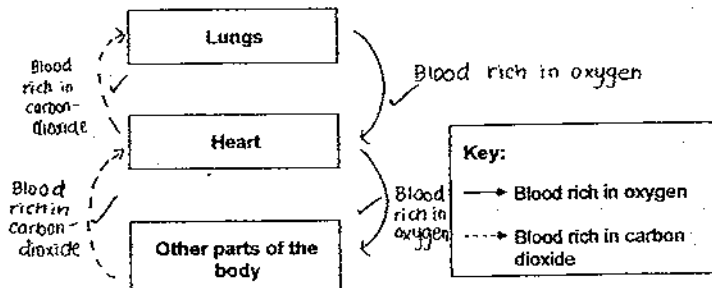 Lungs
Blood
rich in
carbon-
dioxide
Blood rich in oxygen
Heart
Blood
rich in
carbon-
dioxide
Blood
rich in
oxygen
Other parts of the
body
Key:
Blood rich in oxygen
Blood rich in carbon
dioxide